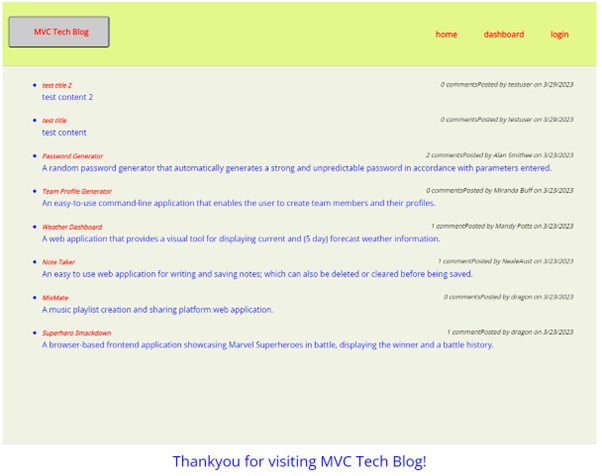 MVC Tech Blog
home dashboard login
test title 2 0 commentsPosted by testuser on 3/29/2023
test content 2
test title 0 commentsPosted by testuser on 3/29/2023
test content
Password Generator 2 commentsPosted by Alan Smithee on 3/23/2023
A random password generator that automatically generates a strong and unpredictable password in accordance with parameters entered.
Team Profile Generator 0 commentsPosted by Miranda Buff on 3/23/2023
An easy-to-use command-line application that enables the user to create team members and their profiles.
Weather Dashboard 1 commentPosted by Mandy Potts on 3/23/2023
A web application that provides a visual tool for displaying current and (5 day) forecast weather information.
Note Taker 1 commentPosted by NealeAust on 3/23/2023
An easy to use web application for writing and saving notes; which can also be deleted or cleared before being saved.
MixMate 0 commentsPosted by dragon on 3/23/2023
A music playlist creation and sharing platform web application.
Superhero Smackdown 1 commentPosted by dragon on 3/23/2023
A browser-based frontend application showcasing Marvel Superheroes in battle, displaying the winner and a battle history.
Thankyou for visiting MVC Tech Blog!